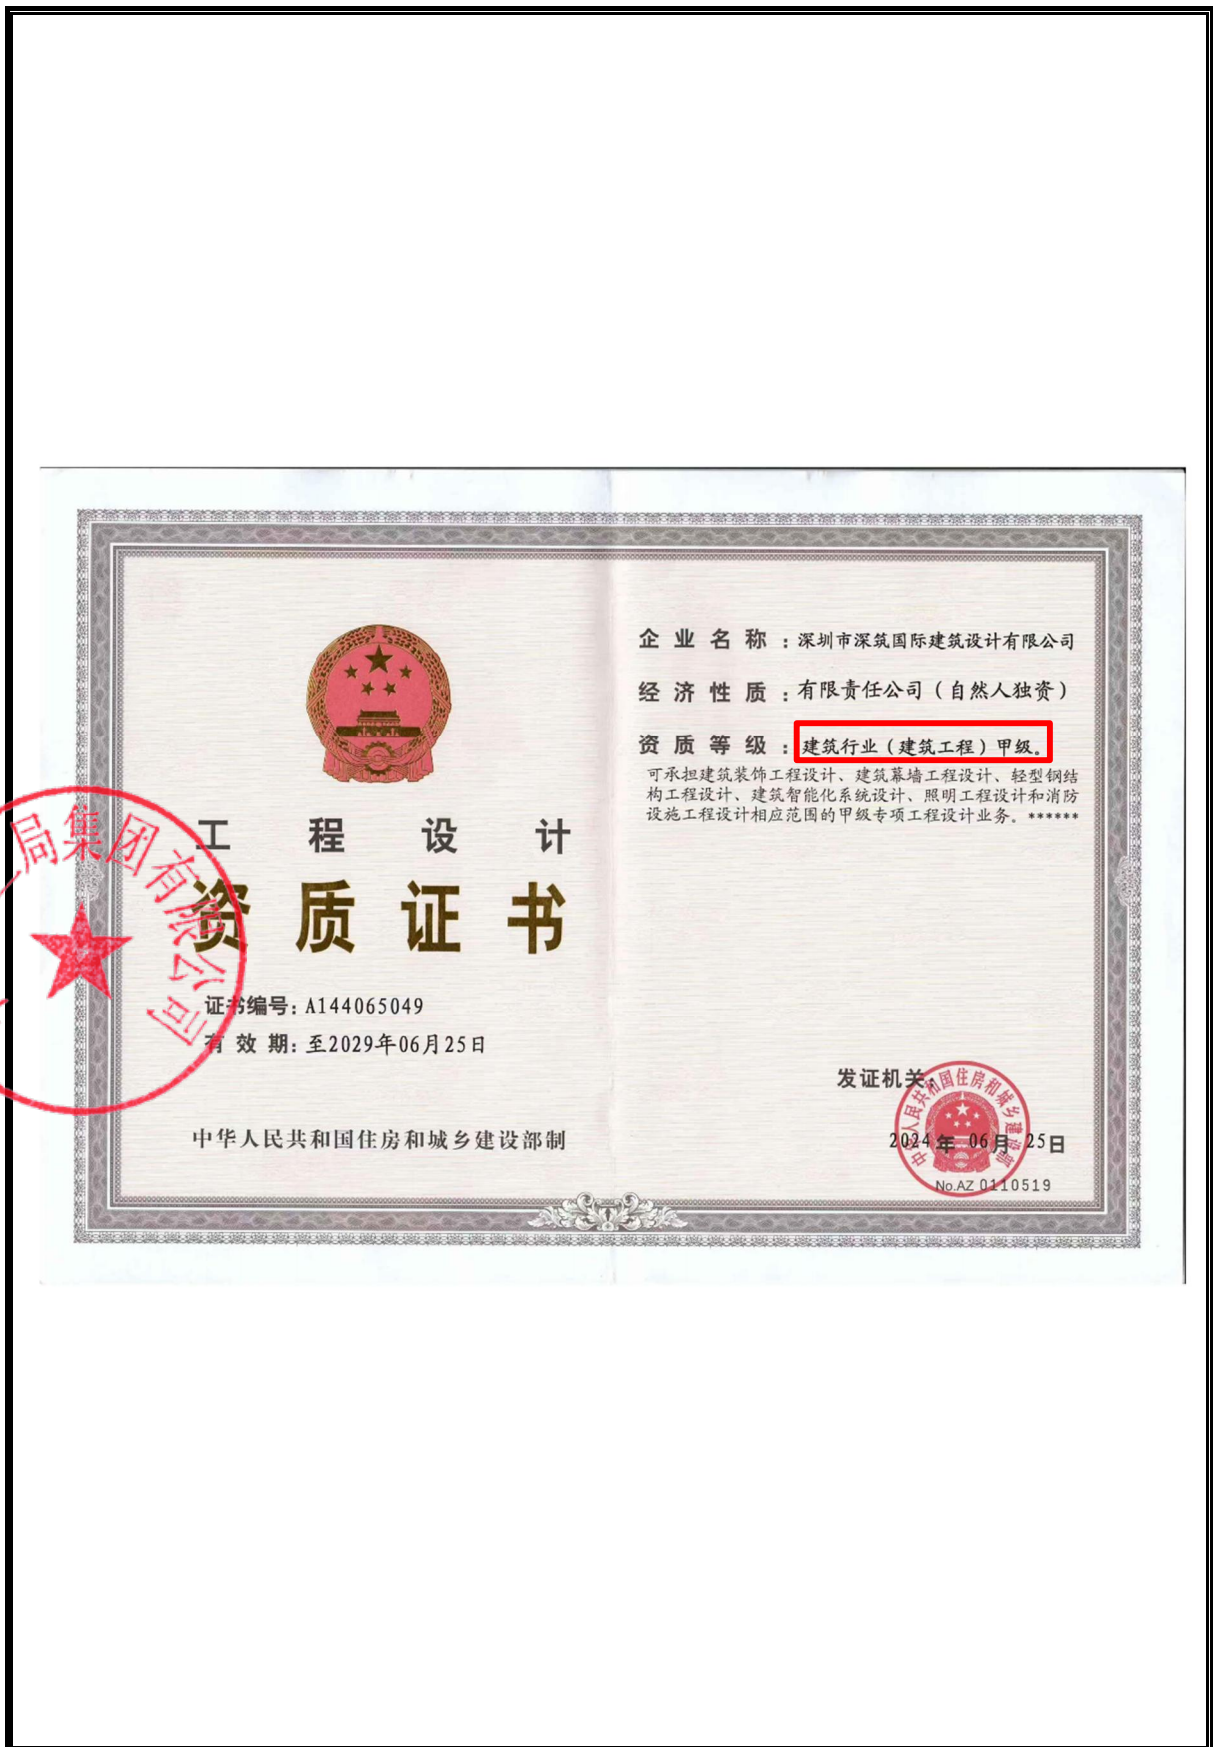 工程设计
资质证书
证书编号：A144065049
有效期：至2029年06月25日
中华人民共和国住房和城乡建设部制
企业名称：深圳市深筑国际建筑设计有限公司
经济性质：有限责任公司（自然人独资）
资质等级：建筑行业（建筑工程）甲级。
可承担建筑装饰工程设计、建筑幕墙工程设计、轻型钢结
构工程设计、建筑智能化系统设计、照明工程设计和消防
设施工程设计相应范围的甲级专项工程设计业务。******
发证机关：
2024年06月25日
No.AZ 0110519
中华人民共和国住房和城乡建设部
局集团有限公司